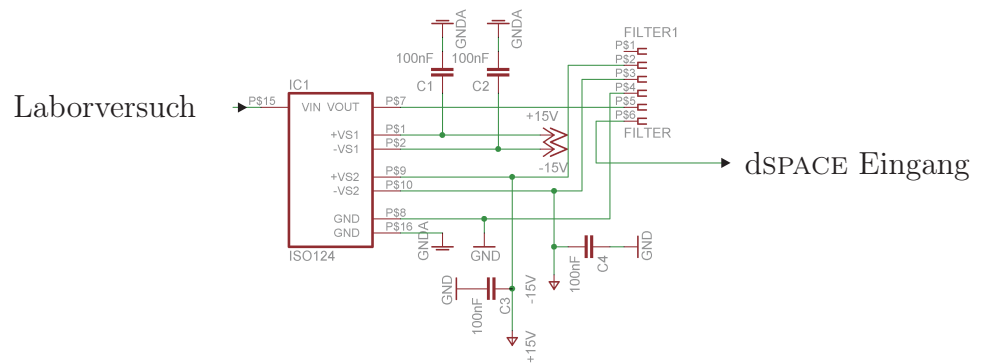 GNDA
GNDA
FILTER1
100nF
100nF
C1
C2
P$1
P$2
P$3
P$4
P$5
P$6
FILTER
IC1
Laborversuch
P$15
VIN VOUT
P$7
+15V
+VS1
P$1
-VS1
P$2
-15V
dSPACE Eingang
+VS2
P$9
-VS2
P$10
GND
P$8
GND
P$16
GNDA
GND
ISO124
100nF
C4
GND
GND
100nF
C3
-15V
+15V